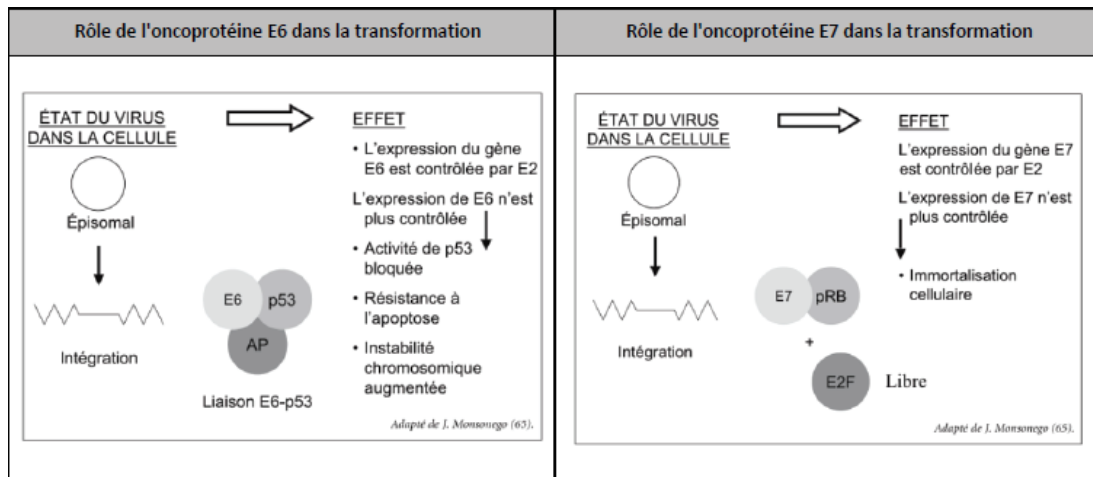 Rôle de l'oncoprotéine E6 dans la transformation
ÉTAT DU VIRUS
DANS LA CELLULE
Épisomal
Intégration
E6
p53
AP
Liaison E6-p53
EFFET
• L'expression du gène
E6 est contrôlée par E2
L'expression de E6 n'est
plus contrôlée
• Activité de p53
bloquée
• Résistance à
l'apoptose
• Instabilité
chromosomique
augmentée
Adapté de J. Monsonego (65).
Rôle de l'oncoprotéine E7 dans la transformation
ÉTAT DU VIRUS
DANS LA CELLULE
Épisomal
Intégration
E7
pRB
+
E2F
Libre
EFFET
L'expression du gène E7
est contrôlée par E2
L'expression de E7 n'est
plus contrôlée
• Immortalisation
cellulaire
Adapté de J. Monsonego (65).